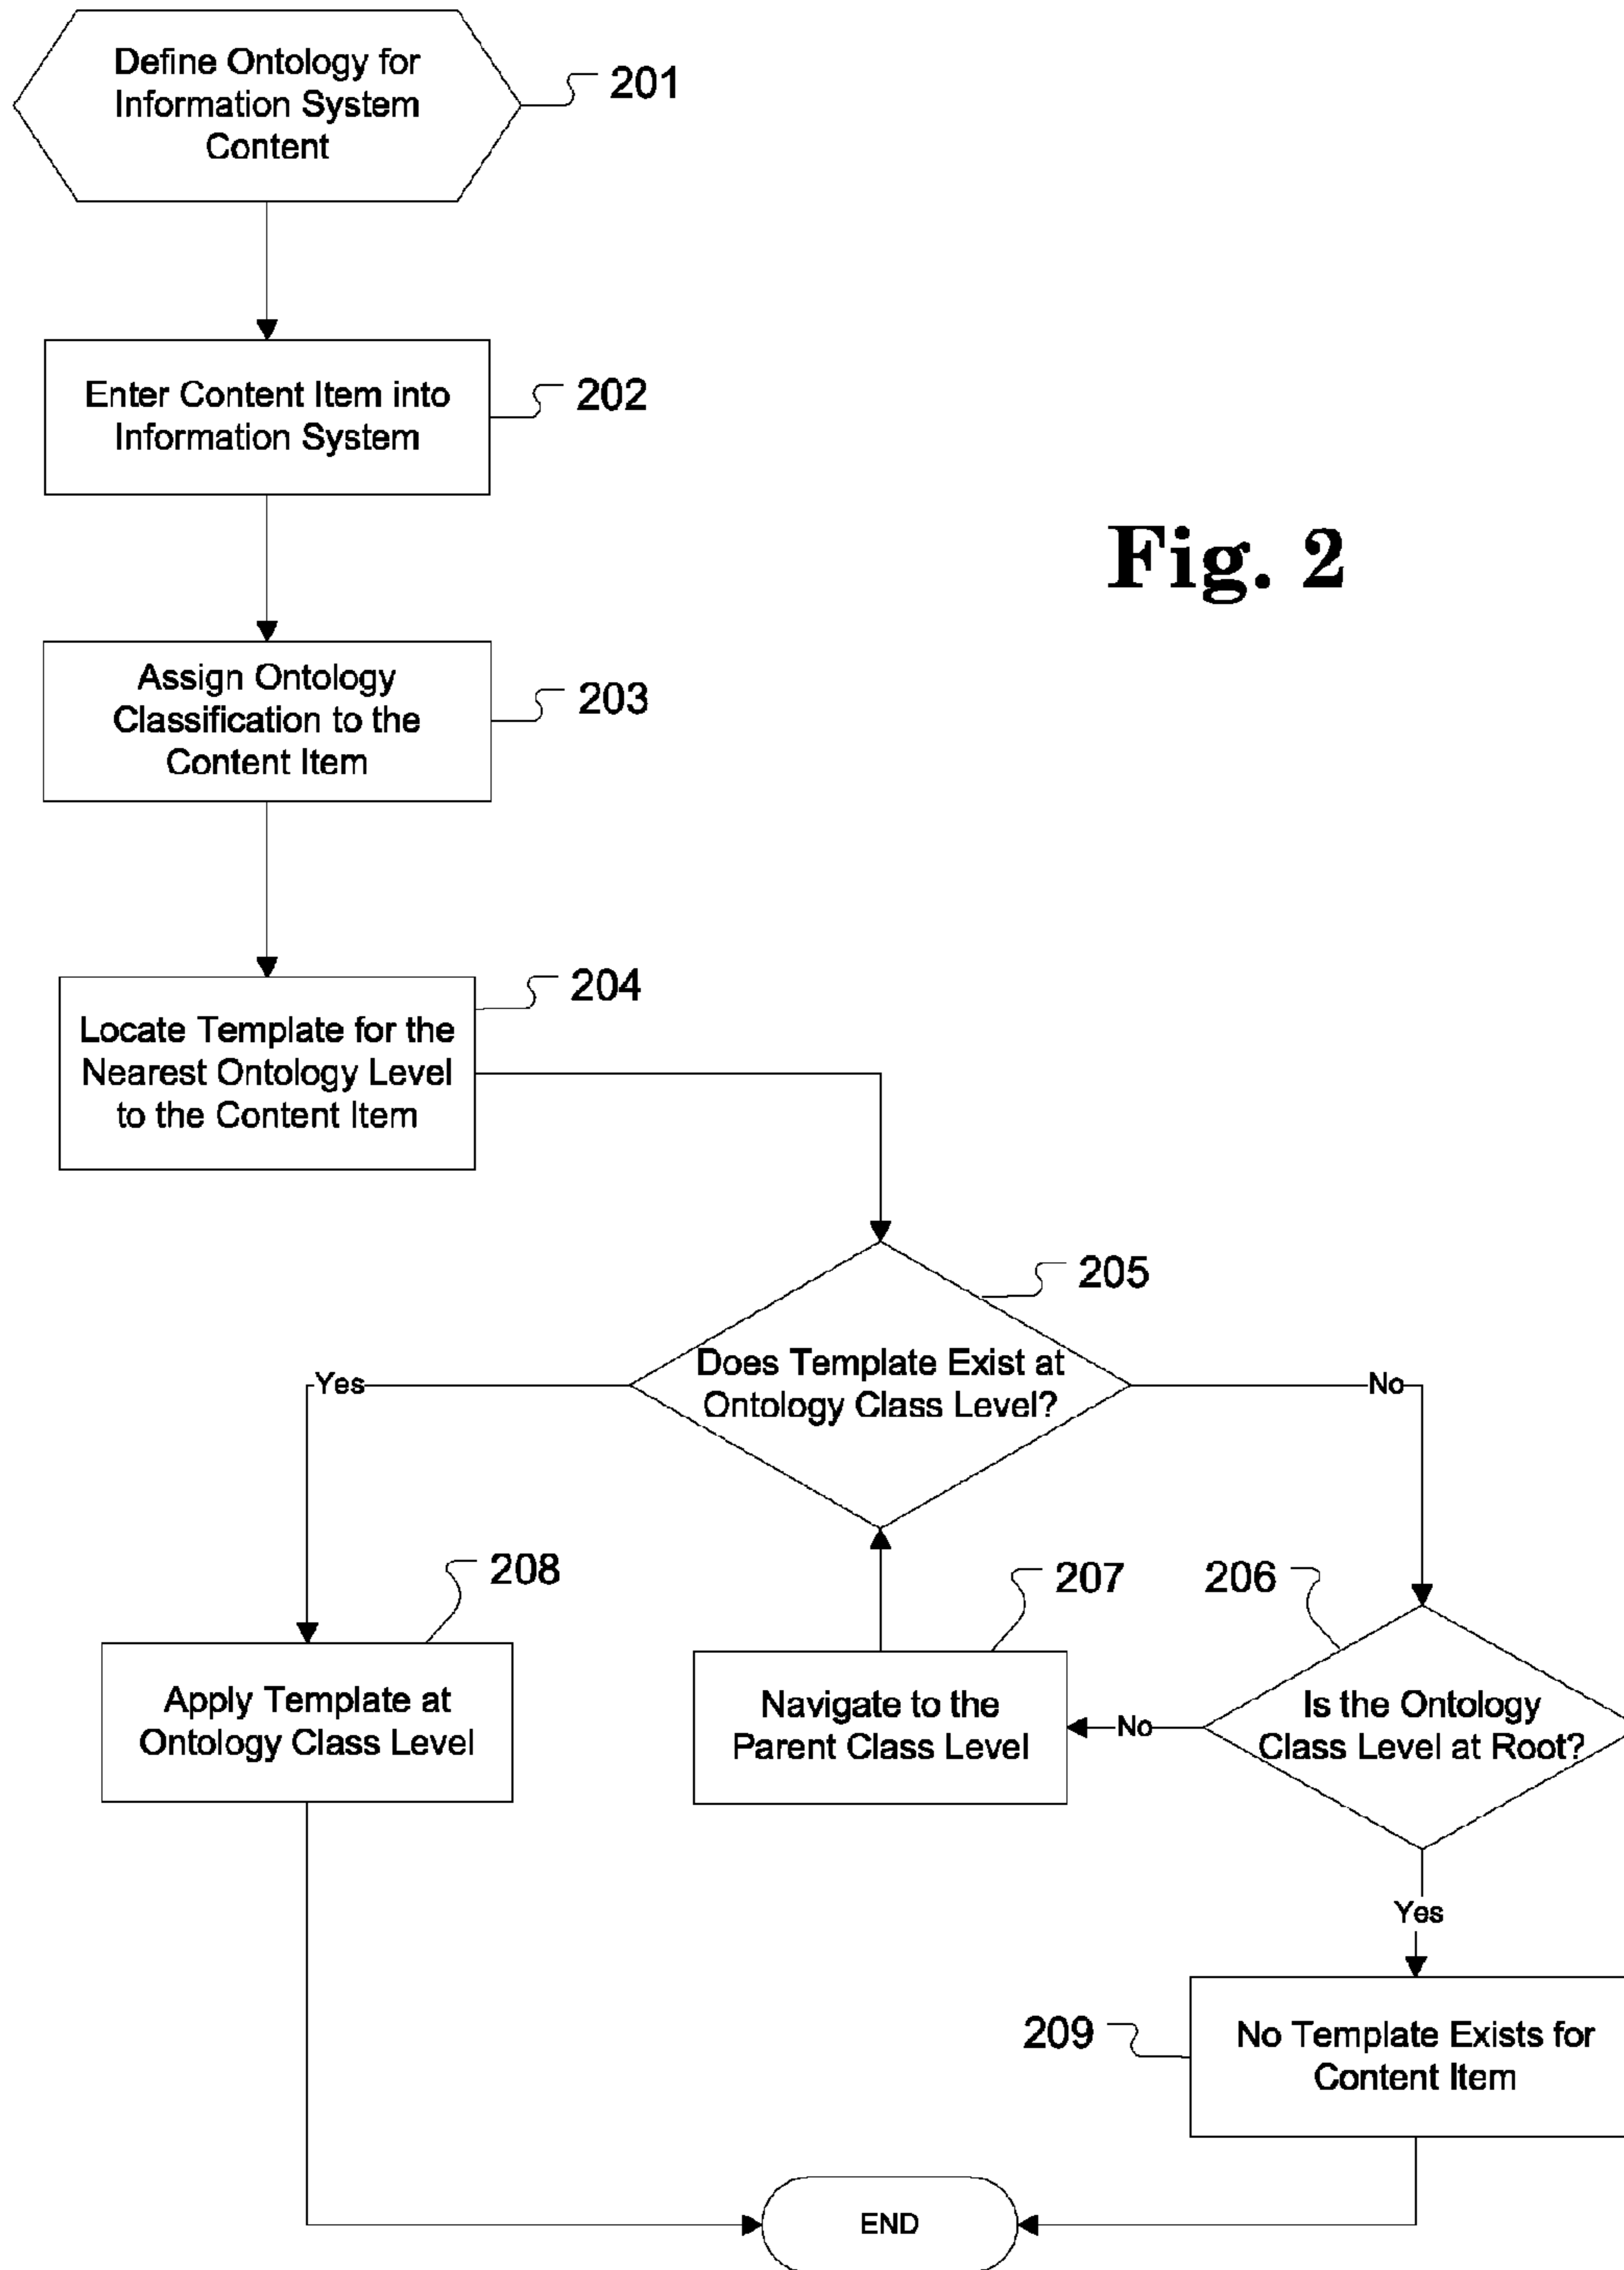 Define Ontology for
Information System
Content
201
Enter Content Item into
Information System
202
Fig. 2
Assign Ontology
Classification to the
Content Item
203
204
Locate Template for the
Nearest Ontology Level
to the Content Item
205
Does Template Exist at
Ontology Class Level?
Yes
No
208
207
206
Apply Template at
Ontology Class Level
Navigate to the
Parent Class Level
No
Is the Ontology
Class Level at Root?
Yes
209
No Template Exists for
Content Item
END